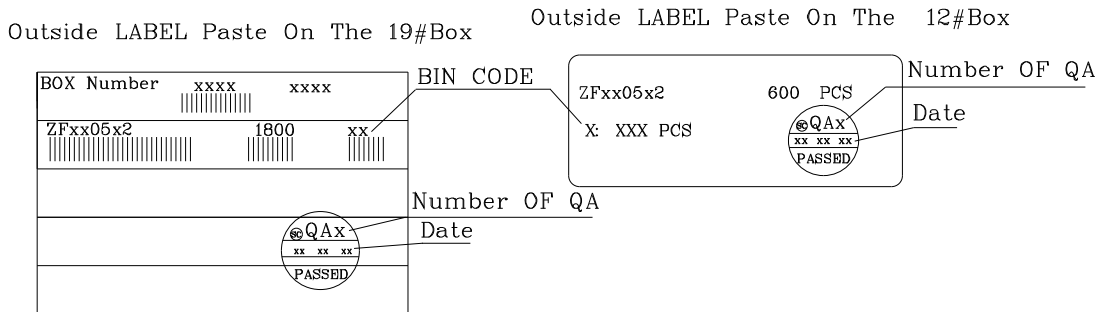 Outside LABEL Paste On The 19#Box
BOX Number xxxx xxxx
ZFxx05x2 1800 xx
QAx
xx xx xx
PASSED
BIN CODE
Number OF QA
Date
Outside LABEL Paste On The 12#Box
ZFxx05x2 600 PCS
X: XXX PCS
QAx
xx xx xx
PASSED
Number OF QA
Date